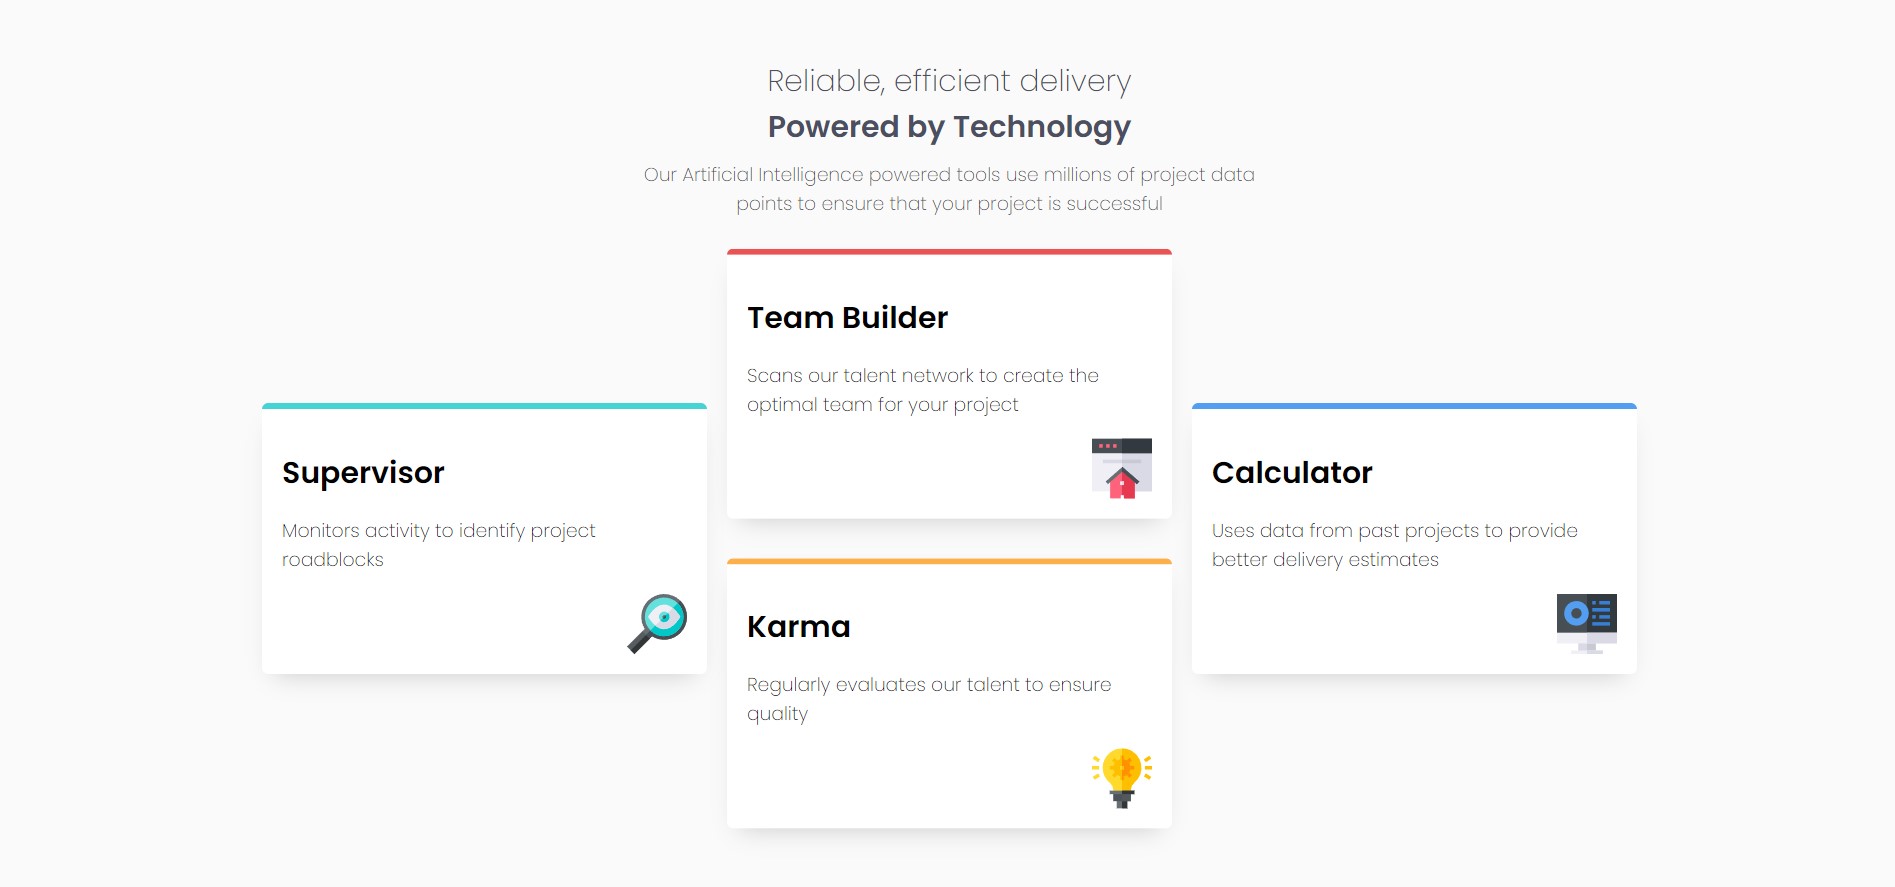 Reliable, efficient delivery
Powered by Technology
Our Artificial Intelligence powered tools use millions of project data
points to ensure that your project is successful
Team Builder
Scans our talent network to create the
optimal team for your project
Supervisor
Monitors activity to identify project
roadblocks
Calculator
Uses data from past projects to provide
better delivery estimates
Karma
Regularly evaluates our talent to ensure
quality